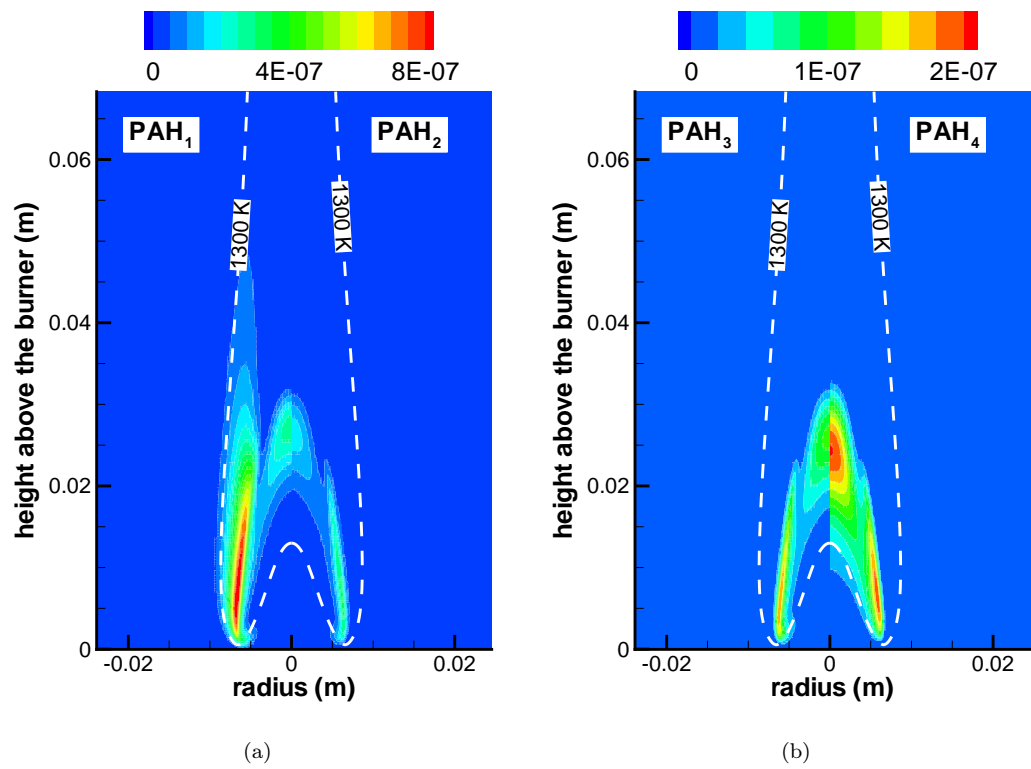 0 4E-07 8E-07
PAH1 PAH2
1300 K 1300 K
0.06
0.04
0.02
0
height above the burner (m)
-0.02 0 0.02
radius (m)
(a)
0 1E-07 2E-07
PAH3 PAH4
1300 K 1300 K
0.06
0.04
0.02
0
height above the burner (m)
-0.02 0 0.02
radius (m)
(b)